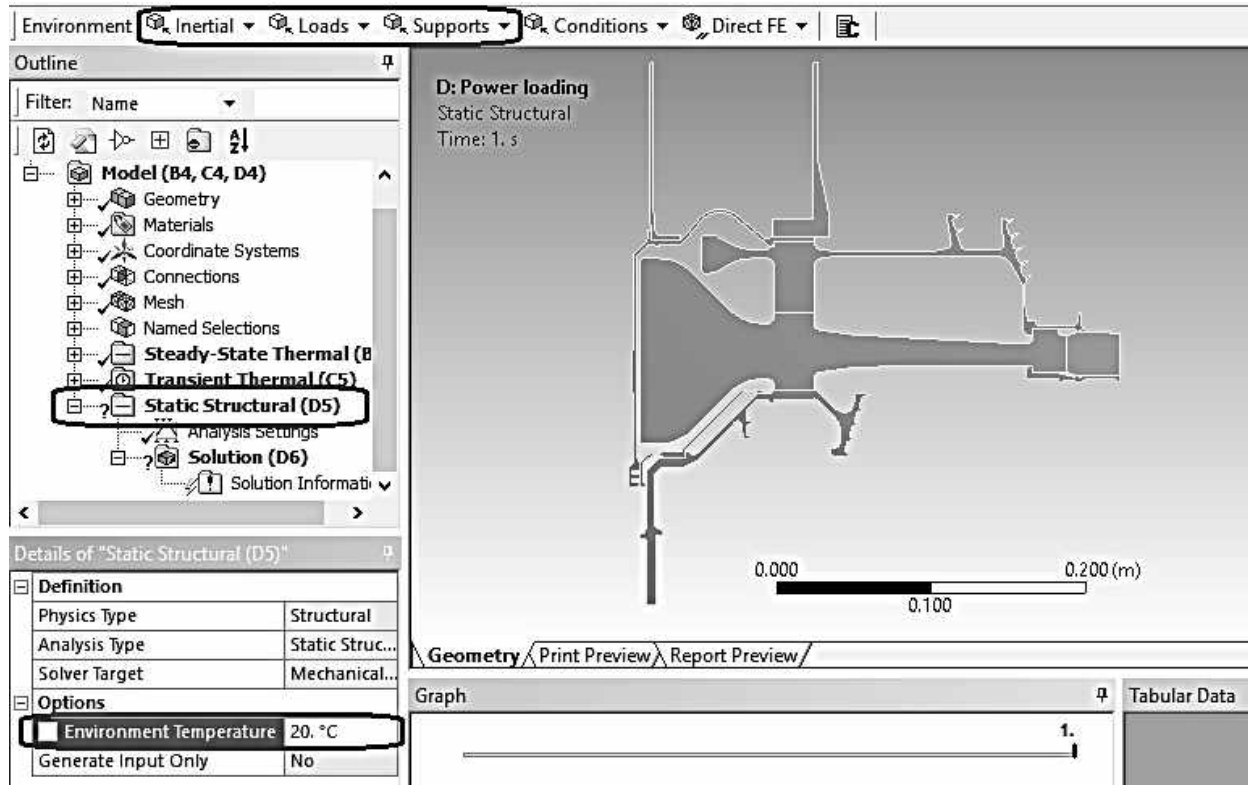 Environment Inertial Loads Supports Conditions Direct FE
Outline
Filter: Name
Model (B4, C4, D4)
Geometry
Materials
Coordinate Systems
Connections
Mesh
Named Selections
Steady-State Thermal (B
Transient Thermal (C5)
Static Structural (D5)
Analysis Settings
Solution (D6)
Solution Informati
Details of "Static Structural (D5)"
Definition
Physics Type Structural
Analysis Type Static Struc...
Solver Target Mechanical...
Options
Environment Temperature 20. °C
Generate Input Only No
D: Power loading
Static Structural
Time: 1. s
0.000 0.200 (m)
0.100
Geometry Print Preview Report Preview
Graph Tabular Data
1.